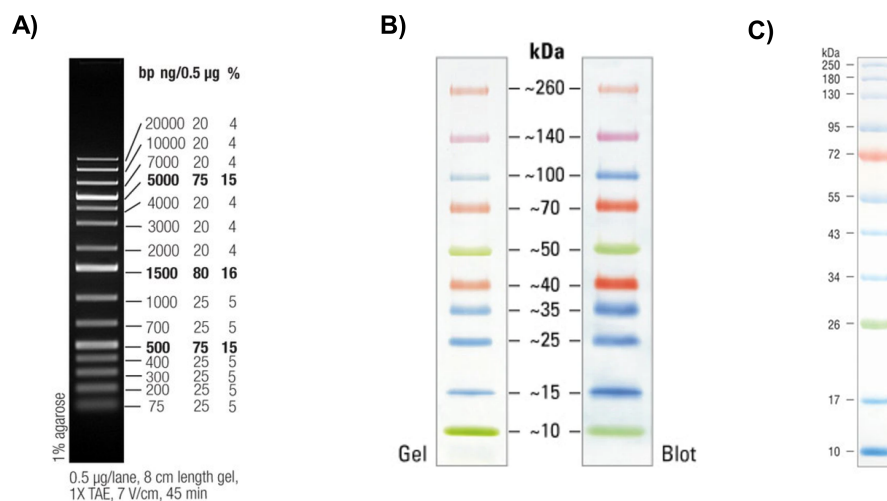 A)
bp ng/0.5 µg %
20000 20 4
10000 20 4
7000 20 4
5000 75 15
4000 20 4
3000 20 4
2000 20 4
1500 80 16
1000 25 5
700 25 5
500 75 15
400 25 5
300 25 5
200 25 5
75 25 5
1% agarose
0.5 µg/lane, 8 cm length gel,
1X TAE, 7 V/cm, 45 min
B)
kDa
~260
~140
~100
~70
~50
~40
~35
~25
~15
~10
Gel
Blot
C)
kDa
250
180
130
95
72
55
43
34
26
17
10